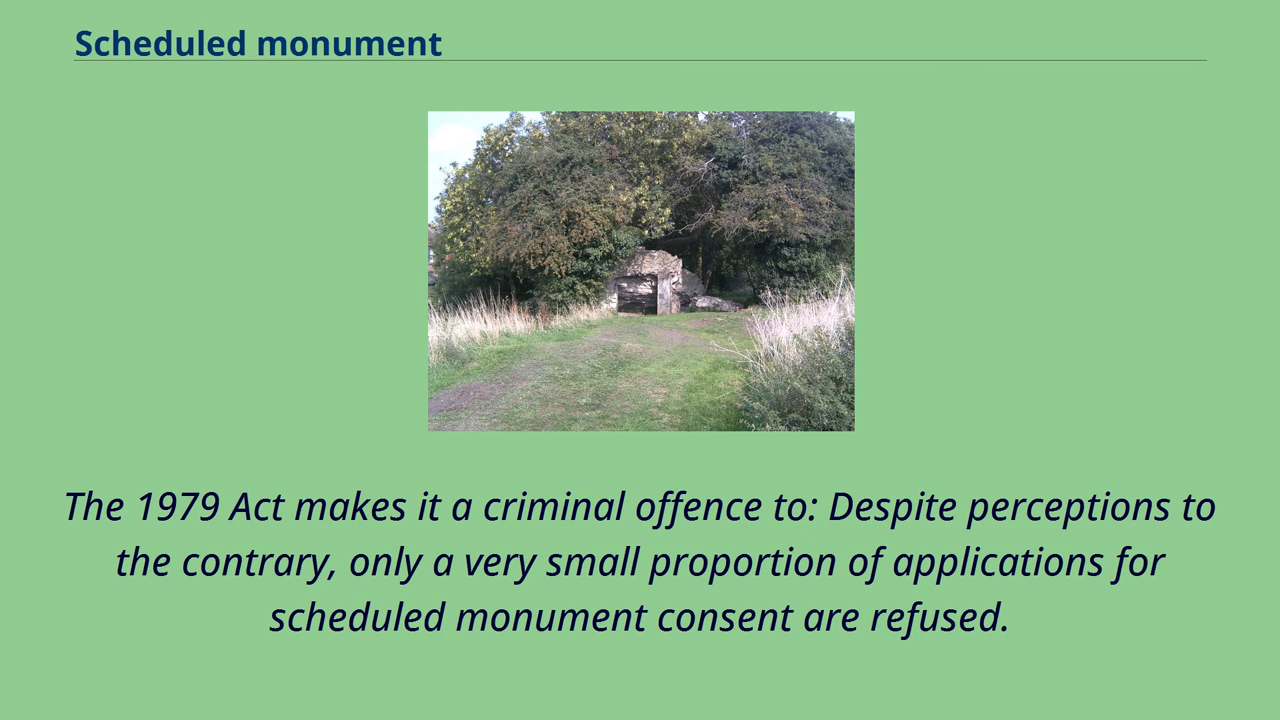 Scheduled monument
The 1979 Act makes it a criminal offence to: Despite perceptions to
the contrary, only a very small proportion of applications for
scheduled monument consent are refused.